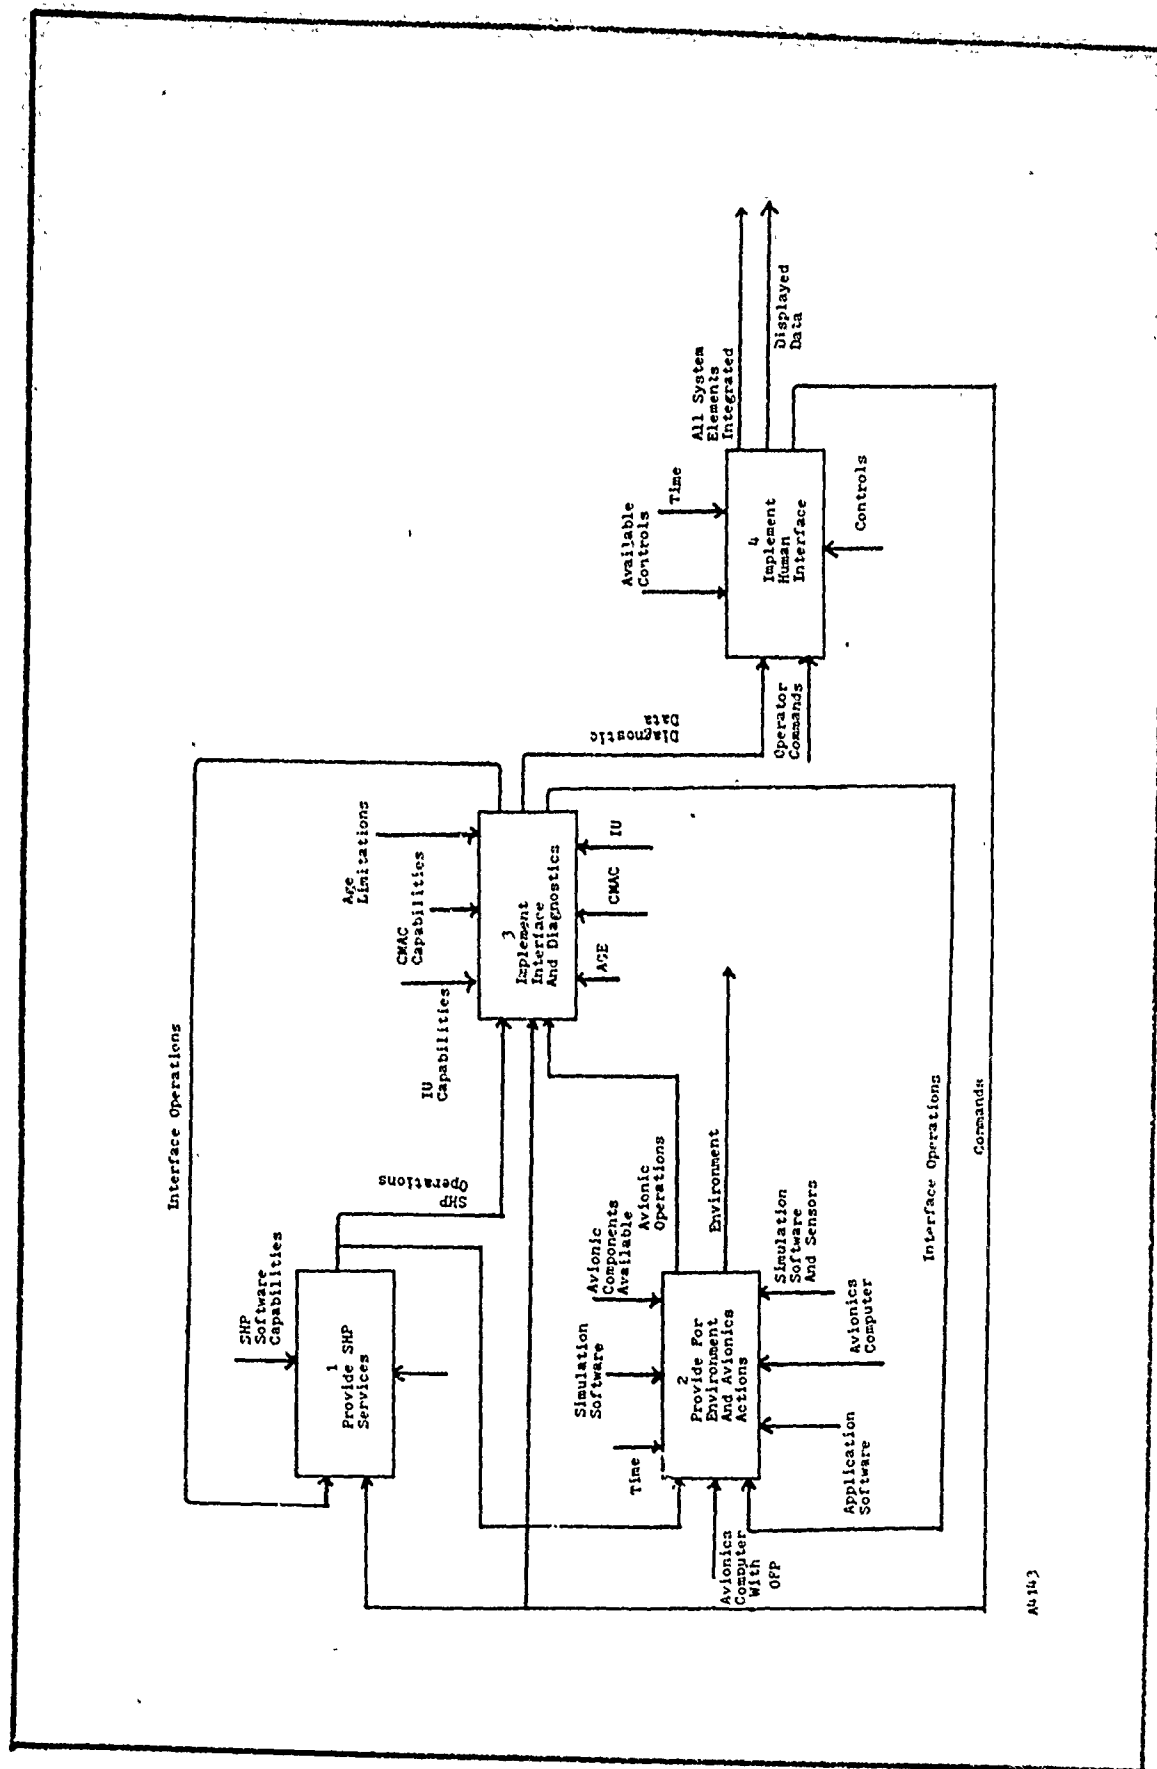 Interface Operations
SHP
Software
Capabilities
1
Provide SHP
Services
SHP
Operations
IU
Capabilities
CMAC
Capabilities
Age
Limitations
3
Implement
Interface
And Diagnostics
AGE
CMAC
IU
Diagnostic
Data
Time
Simulation
Software
Avionic
Components
Available
Avionic
Operations
Environment
2
Provide For
Environment
And Avionics
Actions
Avionics
Computer
With
OFP
Application
Software
Avionics
Computer
Simulation
Software
And Sensors
Interface Operations
Commands
Available
Controls
Time
All System
Elements
Integrated
Displayed
Data
4
Implement
Human
Interface
Operator
Commands
Controls
A4143